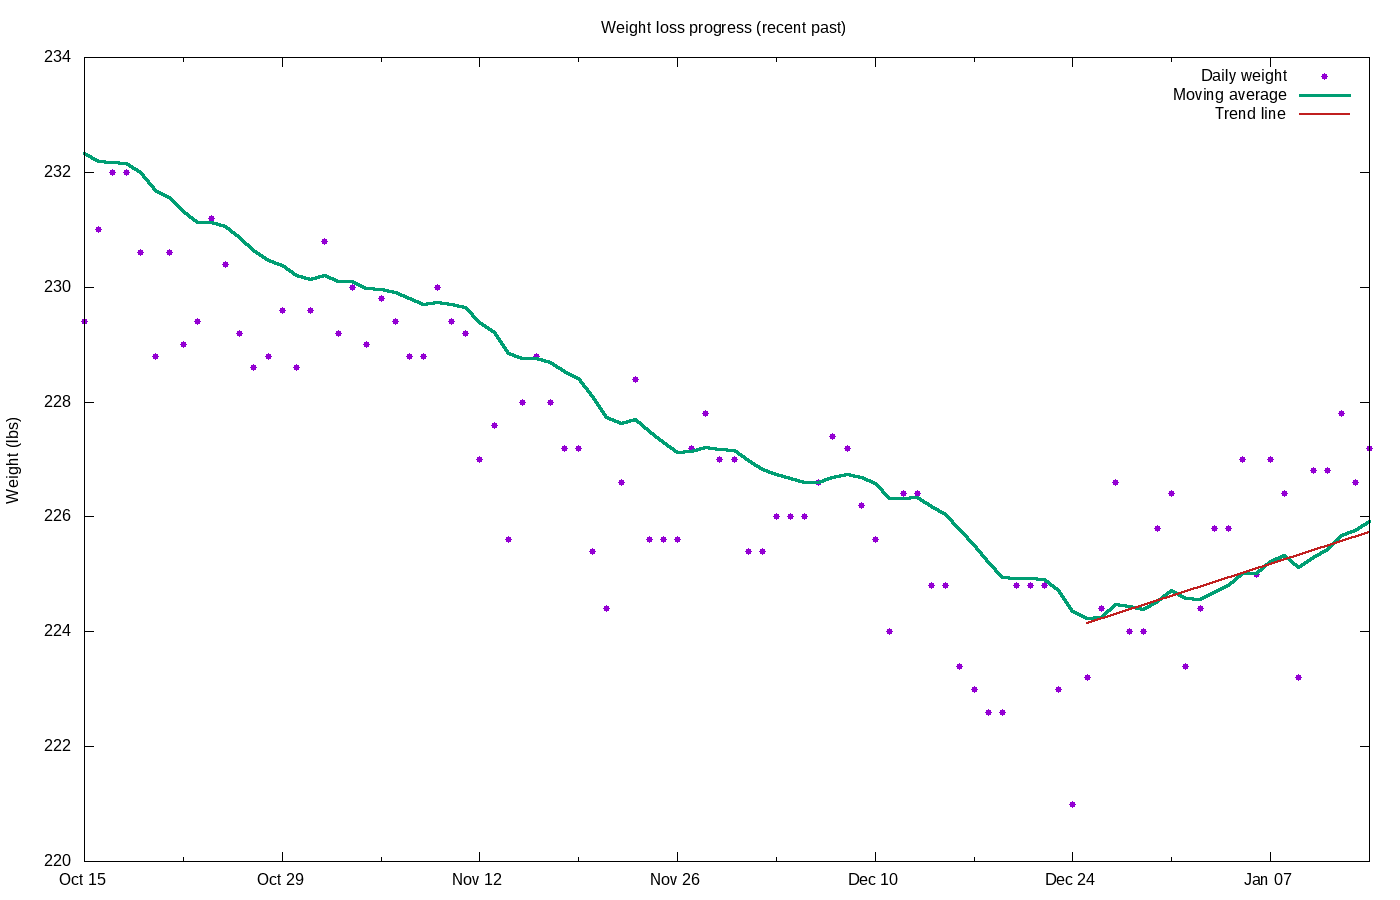 Weight loss progress (recent past)
234
232
230
228
226
224
222
220
Weight (lbs)
Daily weight
Moving average
Trend line
Oct 15 Oct 29 Nov 12 Nov 26 Dec 10 Dec 24 Jan 07